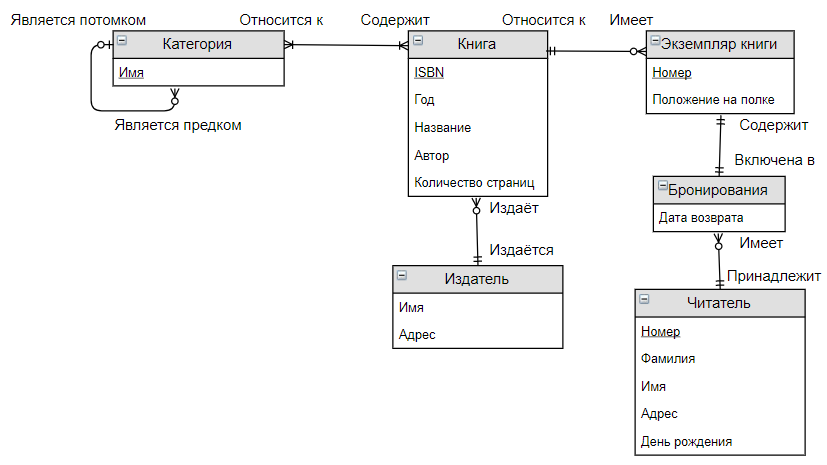 Является потомком
Относится к
Содержит
Относится к
Имеет
Категория
Имя
Является предком
Книга
ISBN
Год
Название
Автор
Количество страниц
Экземпляр книги
Номер
Положение на полке
Содержит
Включена в
Бронирования
Дата возврата
Издаёт
Издаётся
Имеет
Принадлежит
Издатель
Имя
Адрес
Читатель
Номер
Фамилия
Имя
Адрес
День рождения